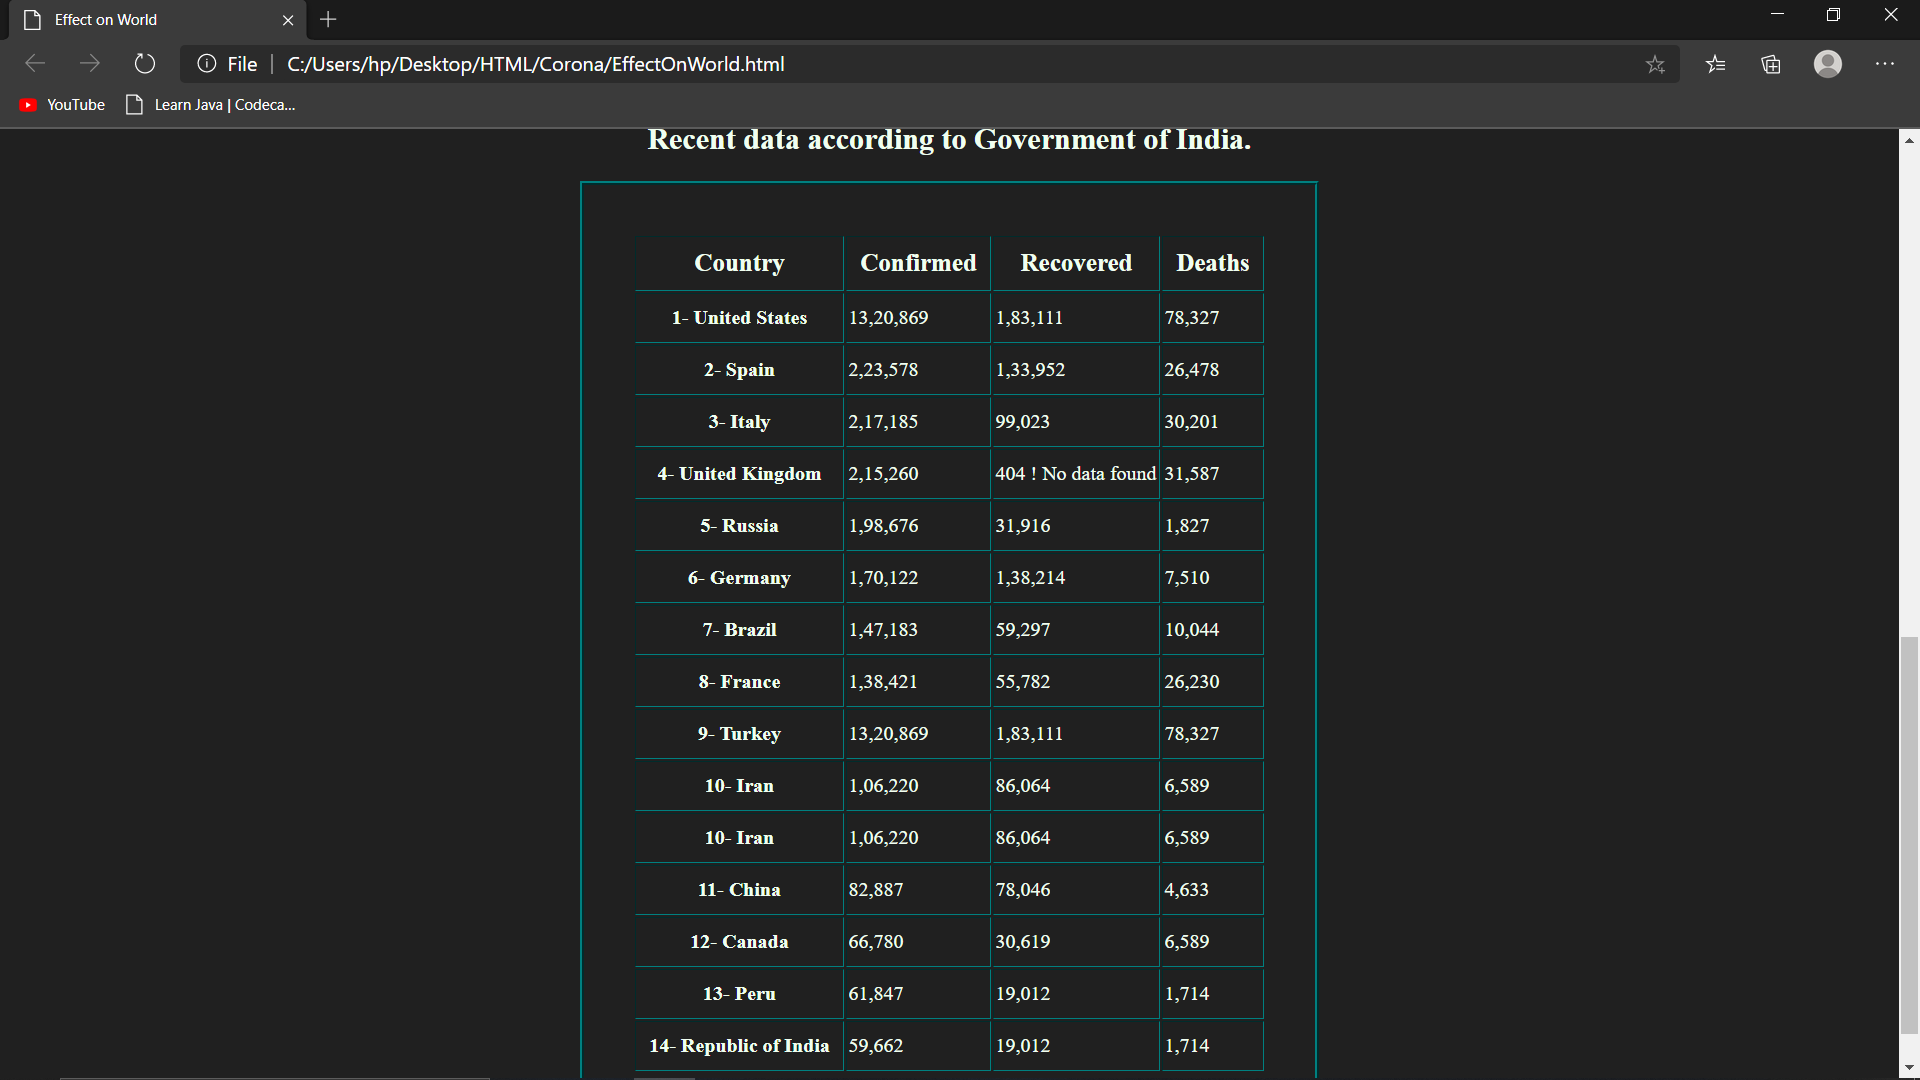 Effect on World
File | C:/Users/hp/Desktop/HTML/Corona/EffectOnWorld.html
YouTube Learn Java | Codeca...
Recent data according to Government of India.
Country Confirmed Recovered Deaths
1- United States 13,20,869 1,83,111 78,327
2- Spain 2,23,578 1,33,952 26,478
3- Italy 2,17,185 99,023 30,201
4- United Kingdom 2,15,260 404 ! No data found 31,587
5- Russia 1,98,676 31,916 1,827
6- Germany 1,70,122 1,38,214 7,510
7- Brazil 1,47,183 59,297 10,044
8- France 1,38,421 55,782 26,230
9- Turkey 13,20,869 1,83,111 78,327
10- Iran 1,06,220 86,064 6,589
10- Iran 1,06,220 86,064 6,589
11- China 82,887 78,046 4,633
12- Canada 66,780 30,619 6,589
13- Peru 61,847 19,012 1,714
14- Republic of India 59,662 19,012 1,714